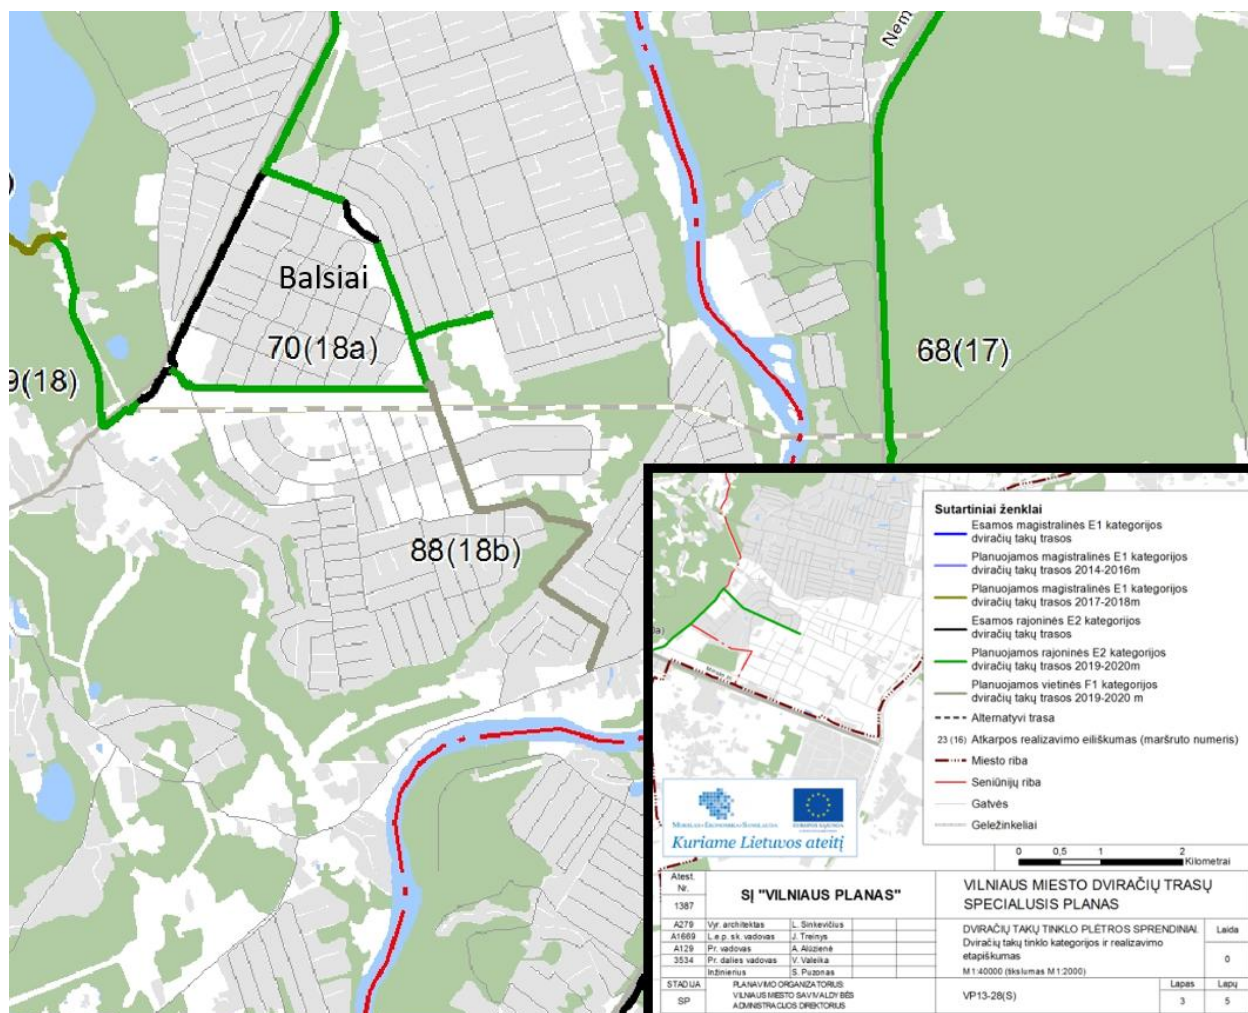 Nem
Balsiai
70(18a)
68(17)
9(18)
88(18b)
Sutartiniai ženklai
Esamos magistralinės E1 kategorijos
dviračių takų trasos
Planuojamos magistralinės E1 kategorijos
dviračių takų trasos 2014-2016m
Planuojamos magistralinės E1 kategorijos
dviračių takų trasos 2017-2018m
Esamos rajoninės E2 kategorijos
dviračių takų trasos
Planuojamos rajoninės E2 kategorijos
dviračių takų trasos 2019-2020m
Planuojamos vietinės F1 kategorijos
dviračių takų trasos 2019-2020 m
Alternatyvi trasa
23 (16) Atkarpos realizavimo eiliškumas (maršruto numeris)
Miesto riba
Seniūnijų riba
Gatvės
Geležinkeliai
0 0,5 1 2
Kilometrai
Kuriame Lietuvos ateitį
Atest.
Nr.
1387
SĮ "VILNIAUS PLANAS"
VILNIAUS MIESTO DVIRAČIŲ TRASŲ
SPECIALUSIS PLANAS
A279 Vyr. architektas L. Sinkevičius
A1669 L.e.p. sk. vadovas J. Treinys
A129 Pr. vadovas A. Alūzienė
3534 Pr. dalies vadovas V. Valeika
Inžinierius S. Puzonas
DVIRAČIŲ TAKŲ TINKLO PLĖTROS SPRENDINIAI.
Dviračių takų tinklo kategorijos ir realizavimo
etapiškumas
M 1:40000 (tikslumas M 1:2000)
Laida
0
STADIJA
SP
PLANAVIMO ORGANIZATORIUS:
VILNIAUS MIESTO SAVIVALDYBĖS
ADMINISTRACIJOS DIREKTORIUS
VP13-28(S)
Lapas
3
Lapų
5